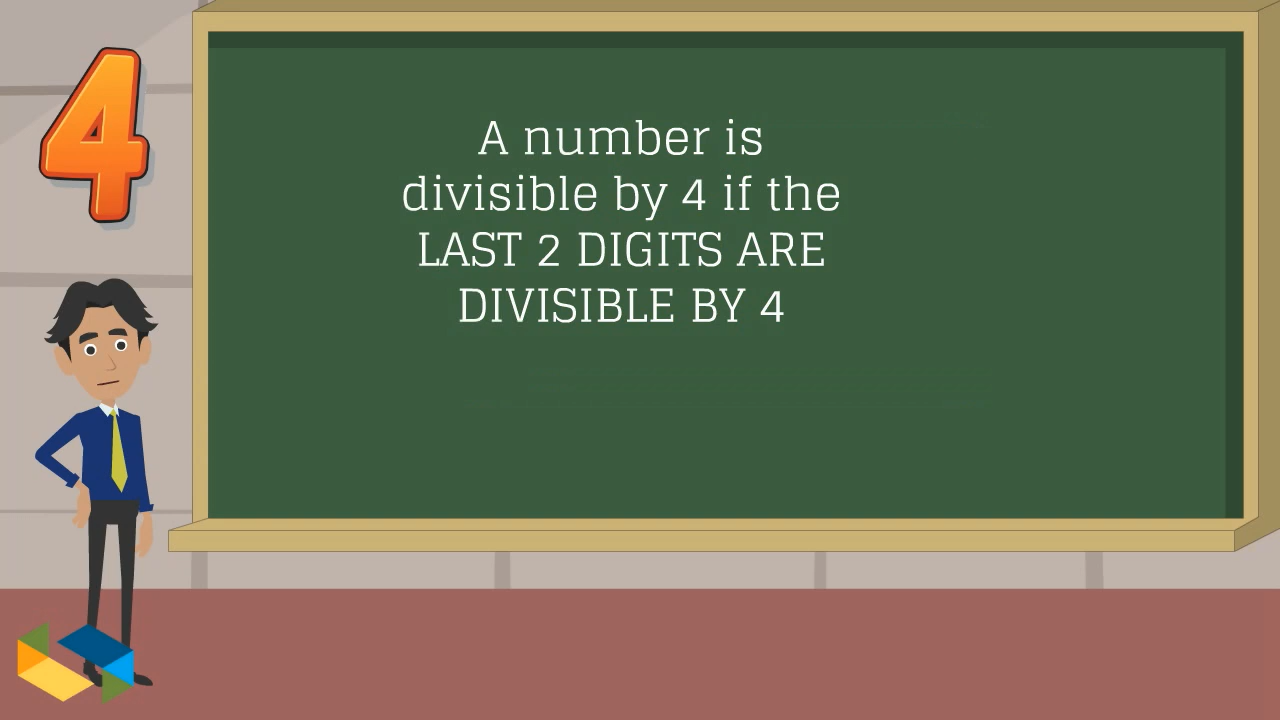 4
A number is
divisible by 4 if the
LAST 2 DIGITS ARE
DIVISIBLE BY 4